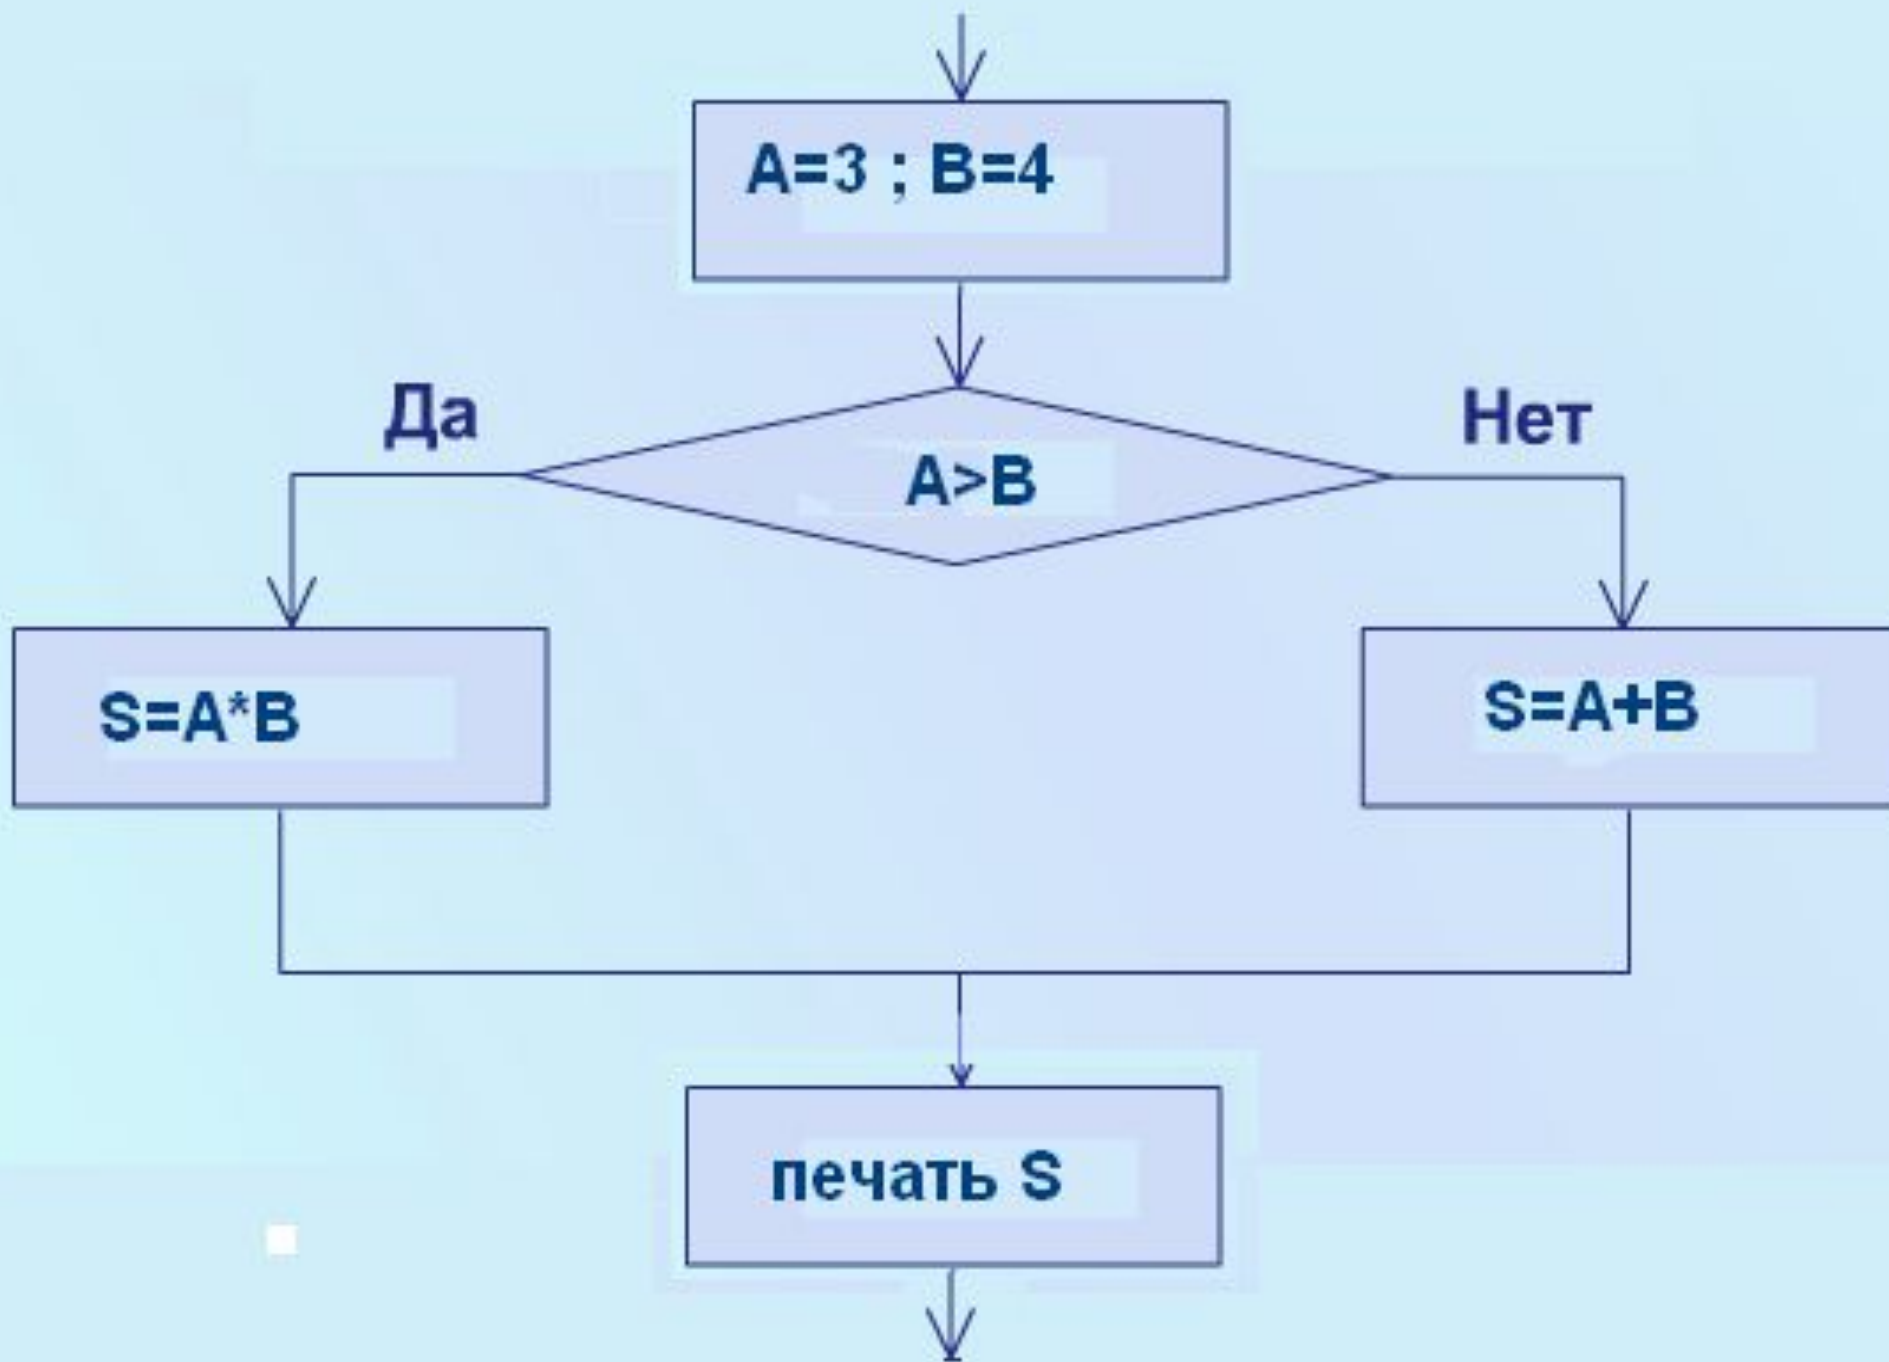 A=3 ; B=4
Да
Нет
A>B
S=A*B
S=A+B
печать S